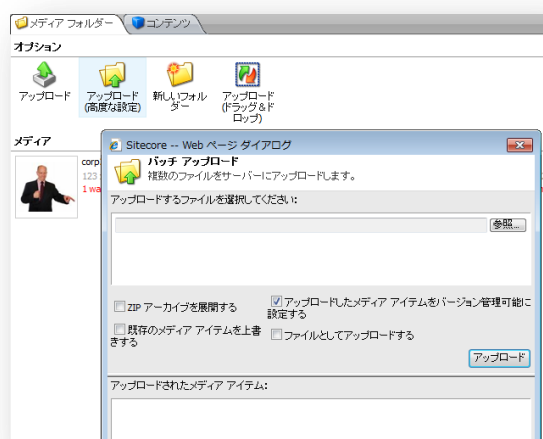 メディア フォルダー コンテンツ
オプション
アップロード
アップロード
(高度な設定)
新しいフォル
ダー
アップロード
(ドラッグ＆ド
ロップ)
メディア
corp
123
1 wa
Sitecore -- Web ページ ダイアログ
バッチ アップロード
複数のファイルをサーバーにアップロードします。
アップロードするファイルを選択してください:
参照...
ZIP アーカイブを展開する
アップロードしたメディア アイテムをバージョン管理可能に
設定する
既存のメディア アイテムを上書
きする
ファイルとしてアップロードする
アップロード
アップロードされたメディア アイテム: